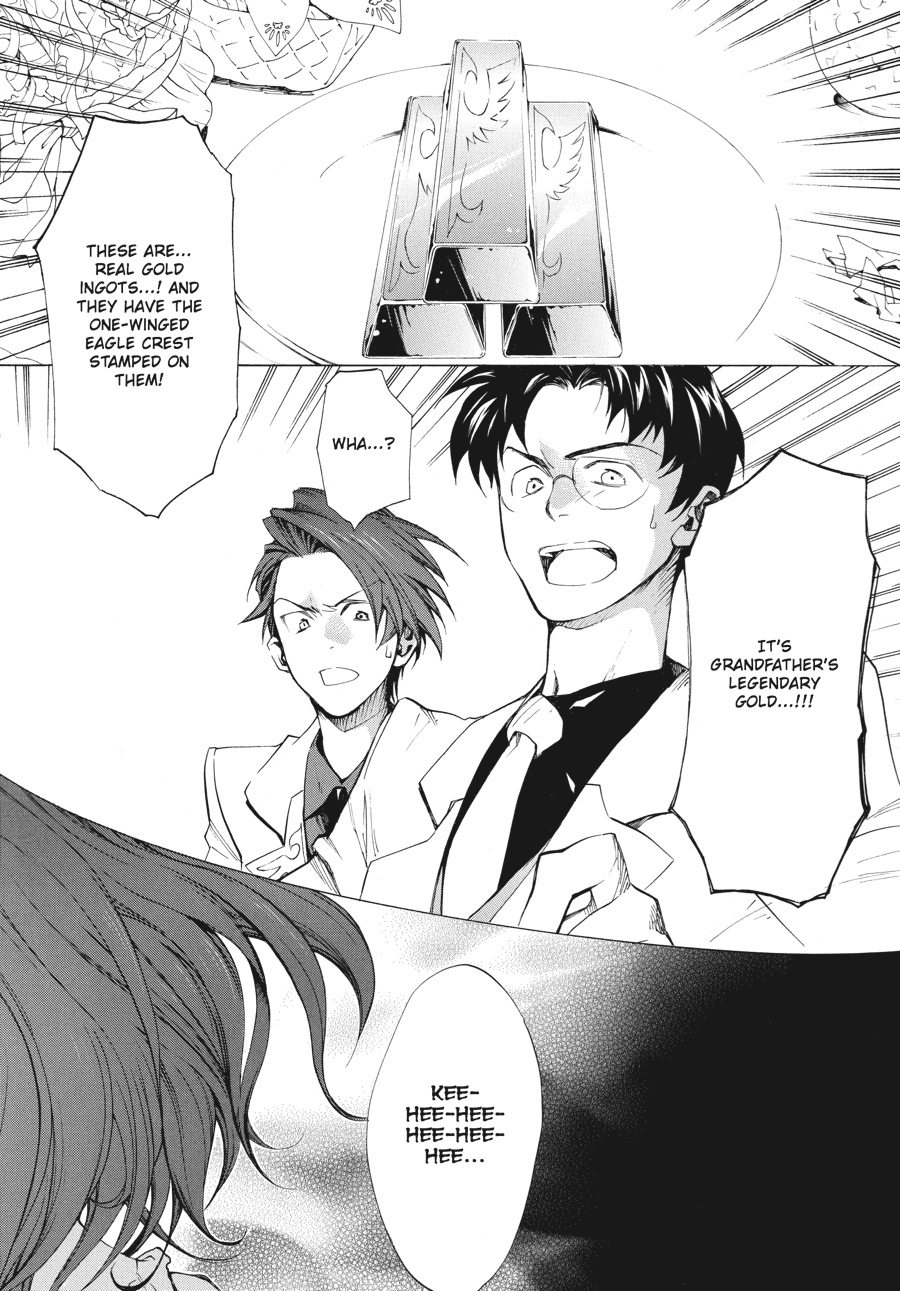 THESE ARE...
REAL GOLD
INGOTS...! AND
THEY HAVE THE
ONE-WINGED
EAGLE CREST
STAMPED ON
THEM!
WHA...?
IT'S
GRANDFATHER'S
LEGENDARY
GOLD...!!!
KEE-
HEE-HEE-
HEE-HEE-
HEE...